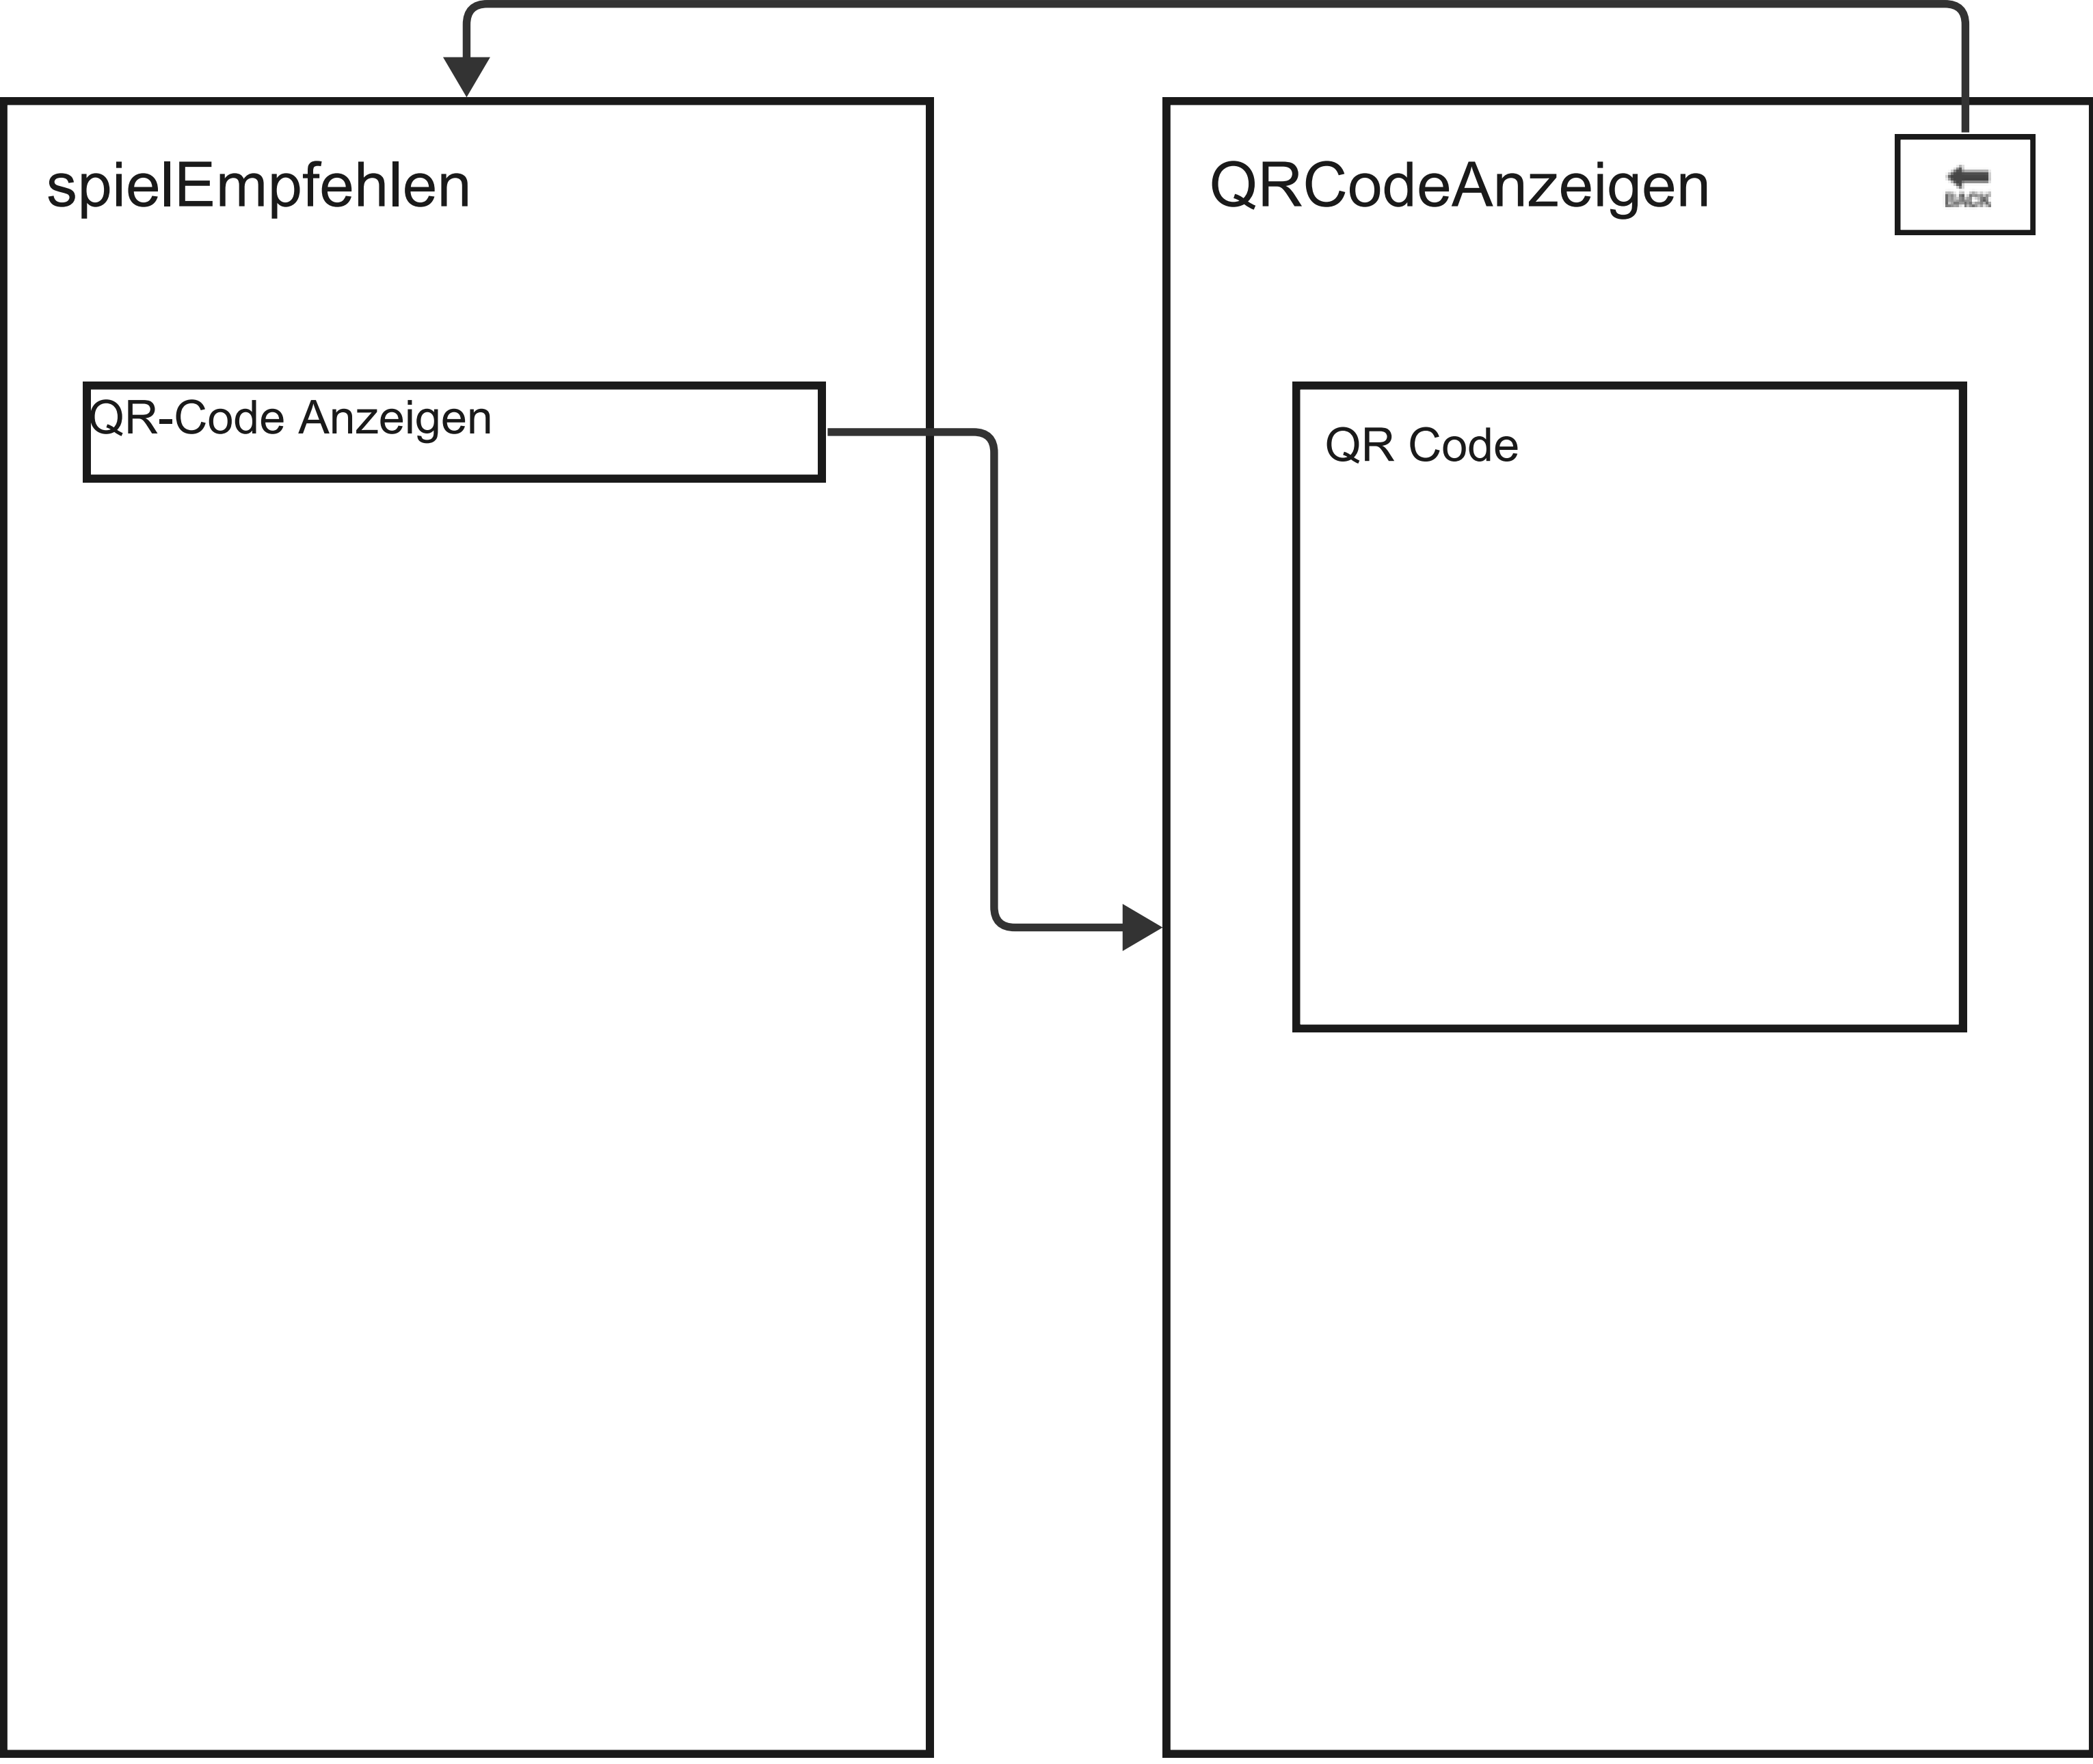 spielEmpfehlen
QRCodeAnzeigen
BACK
QR-Code Anzeigen
QR Code